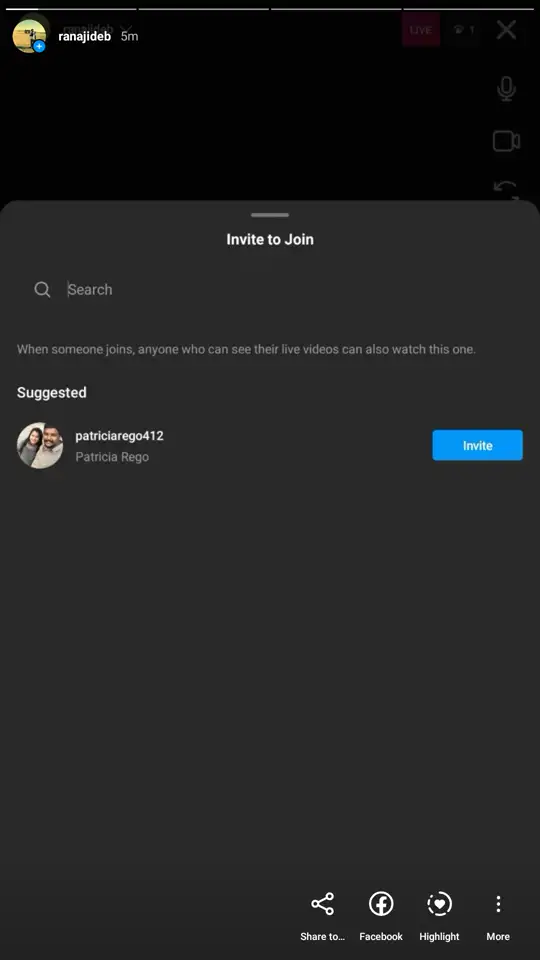 ranajideb 5m
LIVE
1
Invite to Join
Search
When someone joins, anyone who can see their live videos can also watch this one.
Suggested
patriciarego412
Patricia Rego
Invite
Share to...
Facebook
Highlight
More